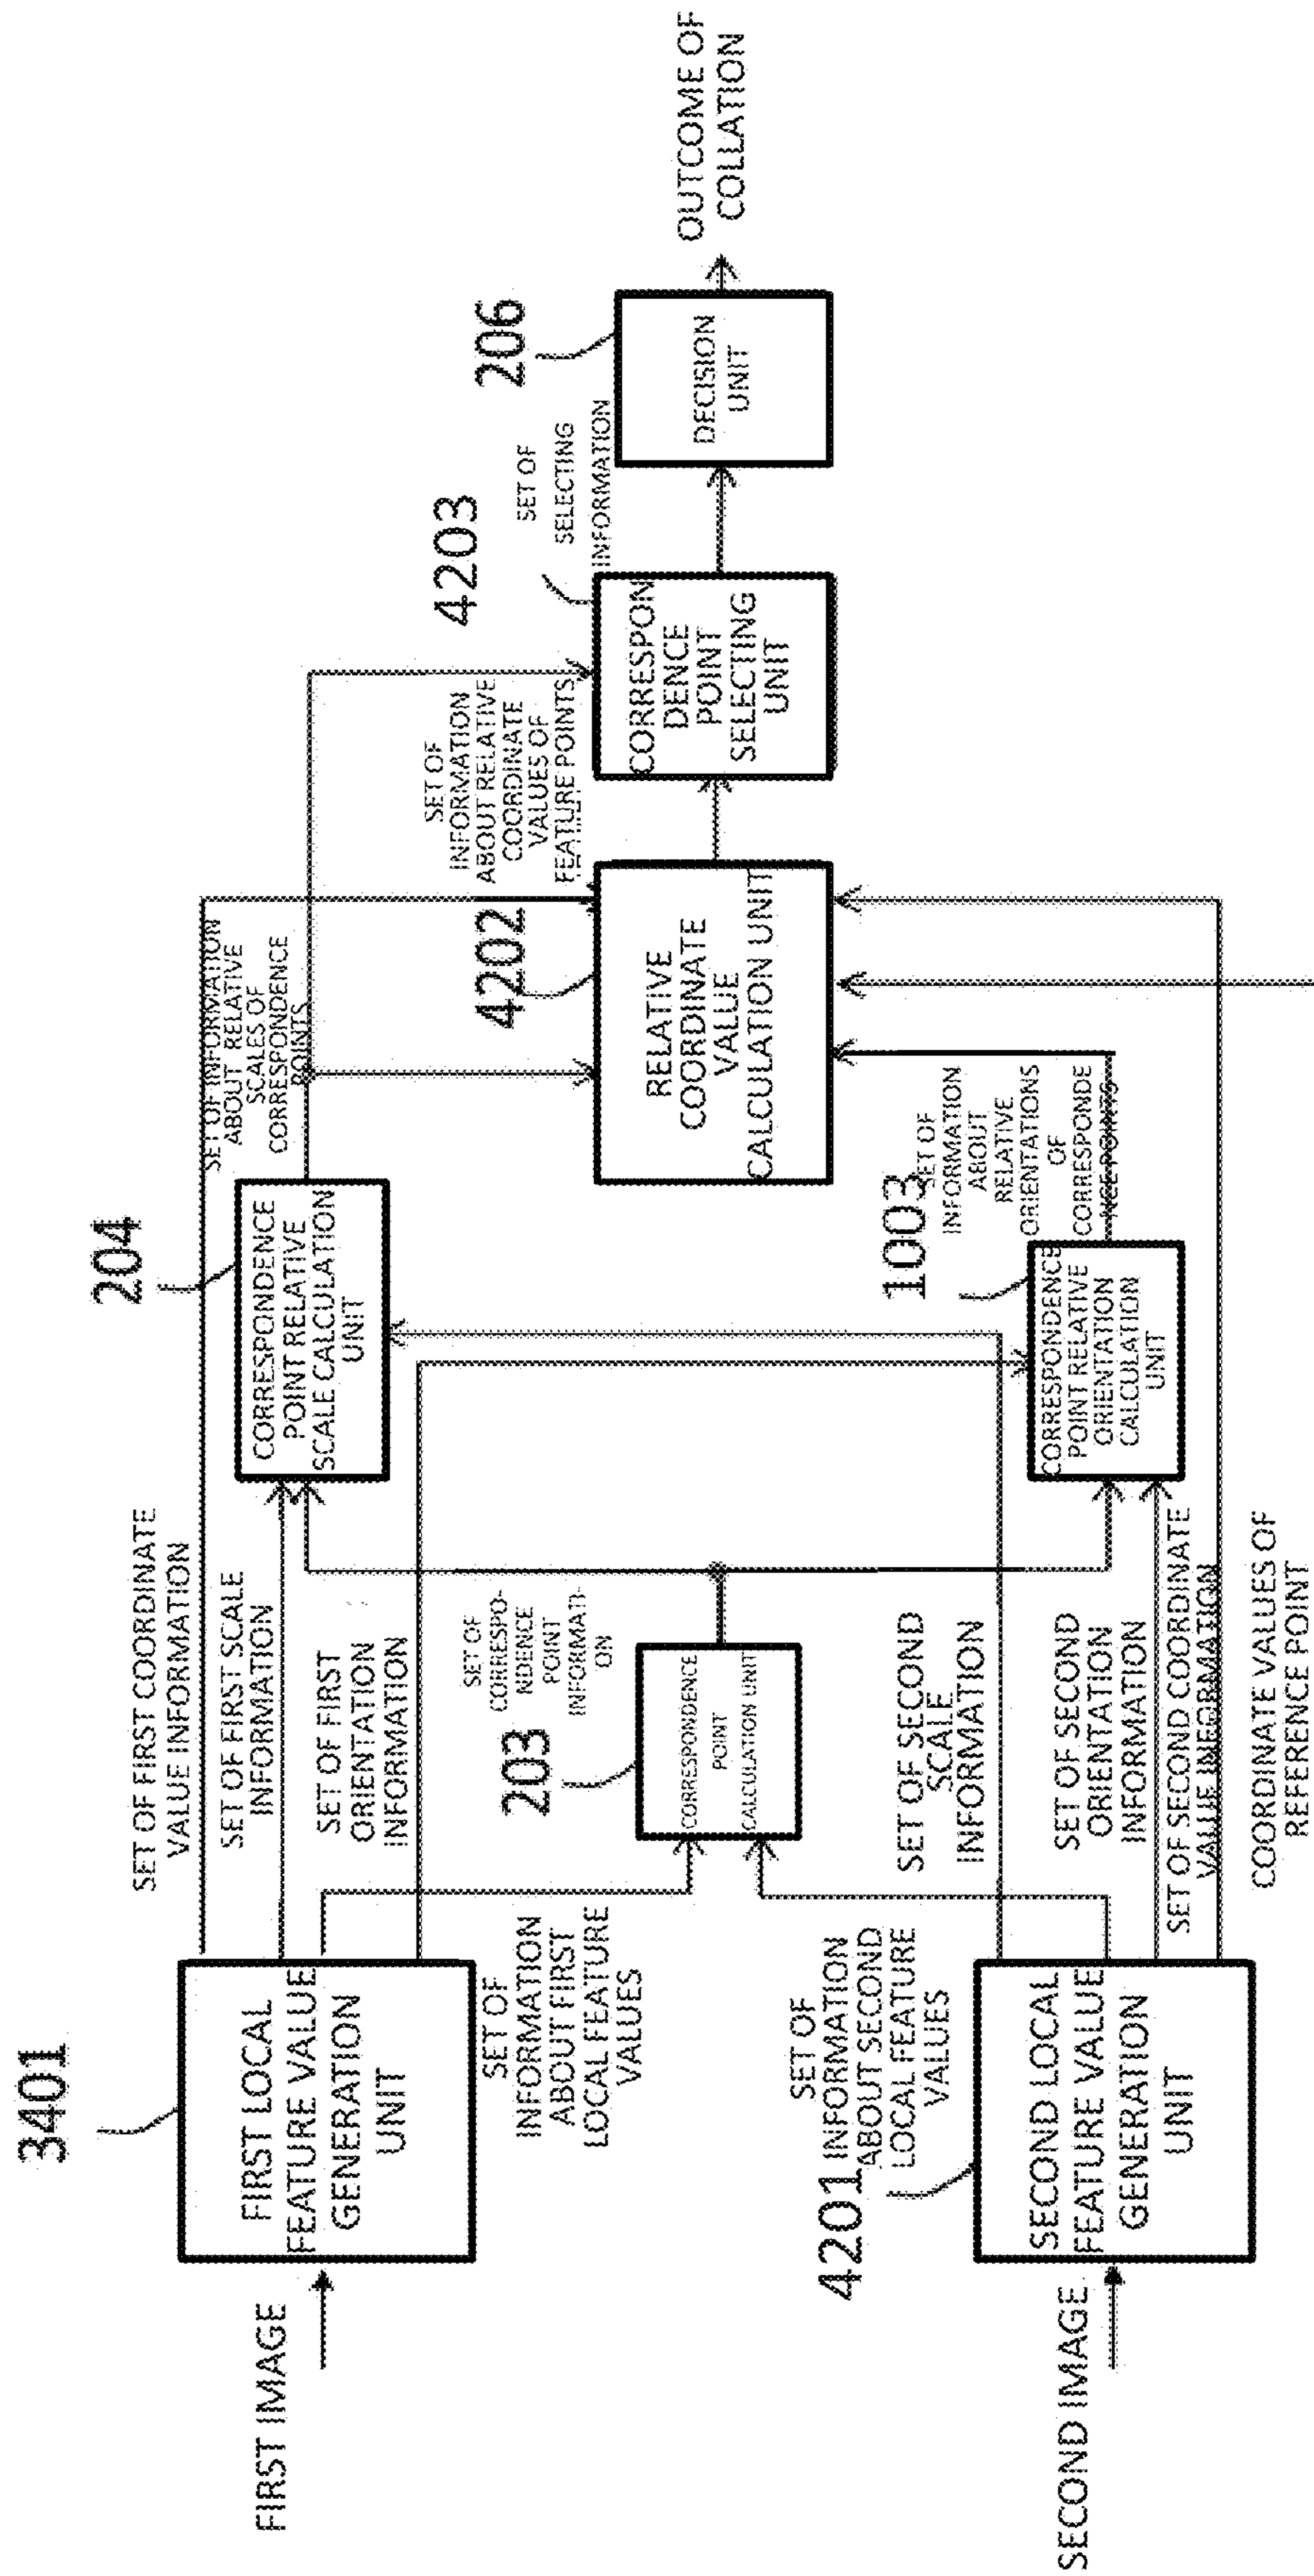 FIRST IMAGE
3401
FIRST LOCAL
FEATURE VALUE
GENERATION
UNIT
SET OF FIRST COORDINATE
VALUE INFORMATION
SET OF FIRST SCALE
INFORMATION
SET OF FIRST
ORIENTATION
INFORMATION
SET OF
INFORMATION
ABOUT FIRST
LOCAL FEATURE
VALUES
SECOND IMAGE
4201
SECOND LOCAL
FEATURE VALUE
GENERATION
UNIT
SET OF
INFORMATION
ABOUT SECOND
LOCAL FEATURE
VALUES
SET OF SECOND
SCALE
INFORMATION
SET OF SECOND
ORIENTATION
INFORMATION
SET OF SECOND COORDINATE
VALUE INFORMATION
COORDINATE VALUES OF
REFERENCE POINT
203
CORRESPONDENCE
POINT
CALCULATION UNIT
SET OF
CORRESPO-
NDENCE
POINT
INFORMATI-
ON
204
CORRESPONDENCE
POINT RELATIVE
SCALE CALCULATION
UNIT
SET OF INFORMATION
ABOUT RELATIVE
SCALES OF
CORRESPONDENCE
POINTS
1003
CORRESPONDENCE
POINT RELATIVE
ORIENTATION
CALCULATION
UNIT
SET OF
INFORMATION
ABOUT
RELATIVE
ORIENTATIONS
OF
CORRESPONDE
NCE POINTS
4202
RELATIVE
COORDINATE
VALUE
CALCULATION UNIT
SET OF
INFORMATION
ABOUT RELATIVE
COORDINATE
VALUES OF
FEATURE POINTS
4203
CORRESPON
DENCE
POINT
SELECTING
UNIT
SET OF
SELECTING
INFORMATION
206
DECISION
UNIT
OUTCOME OF
COLLATION